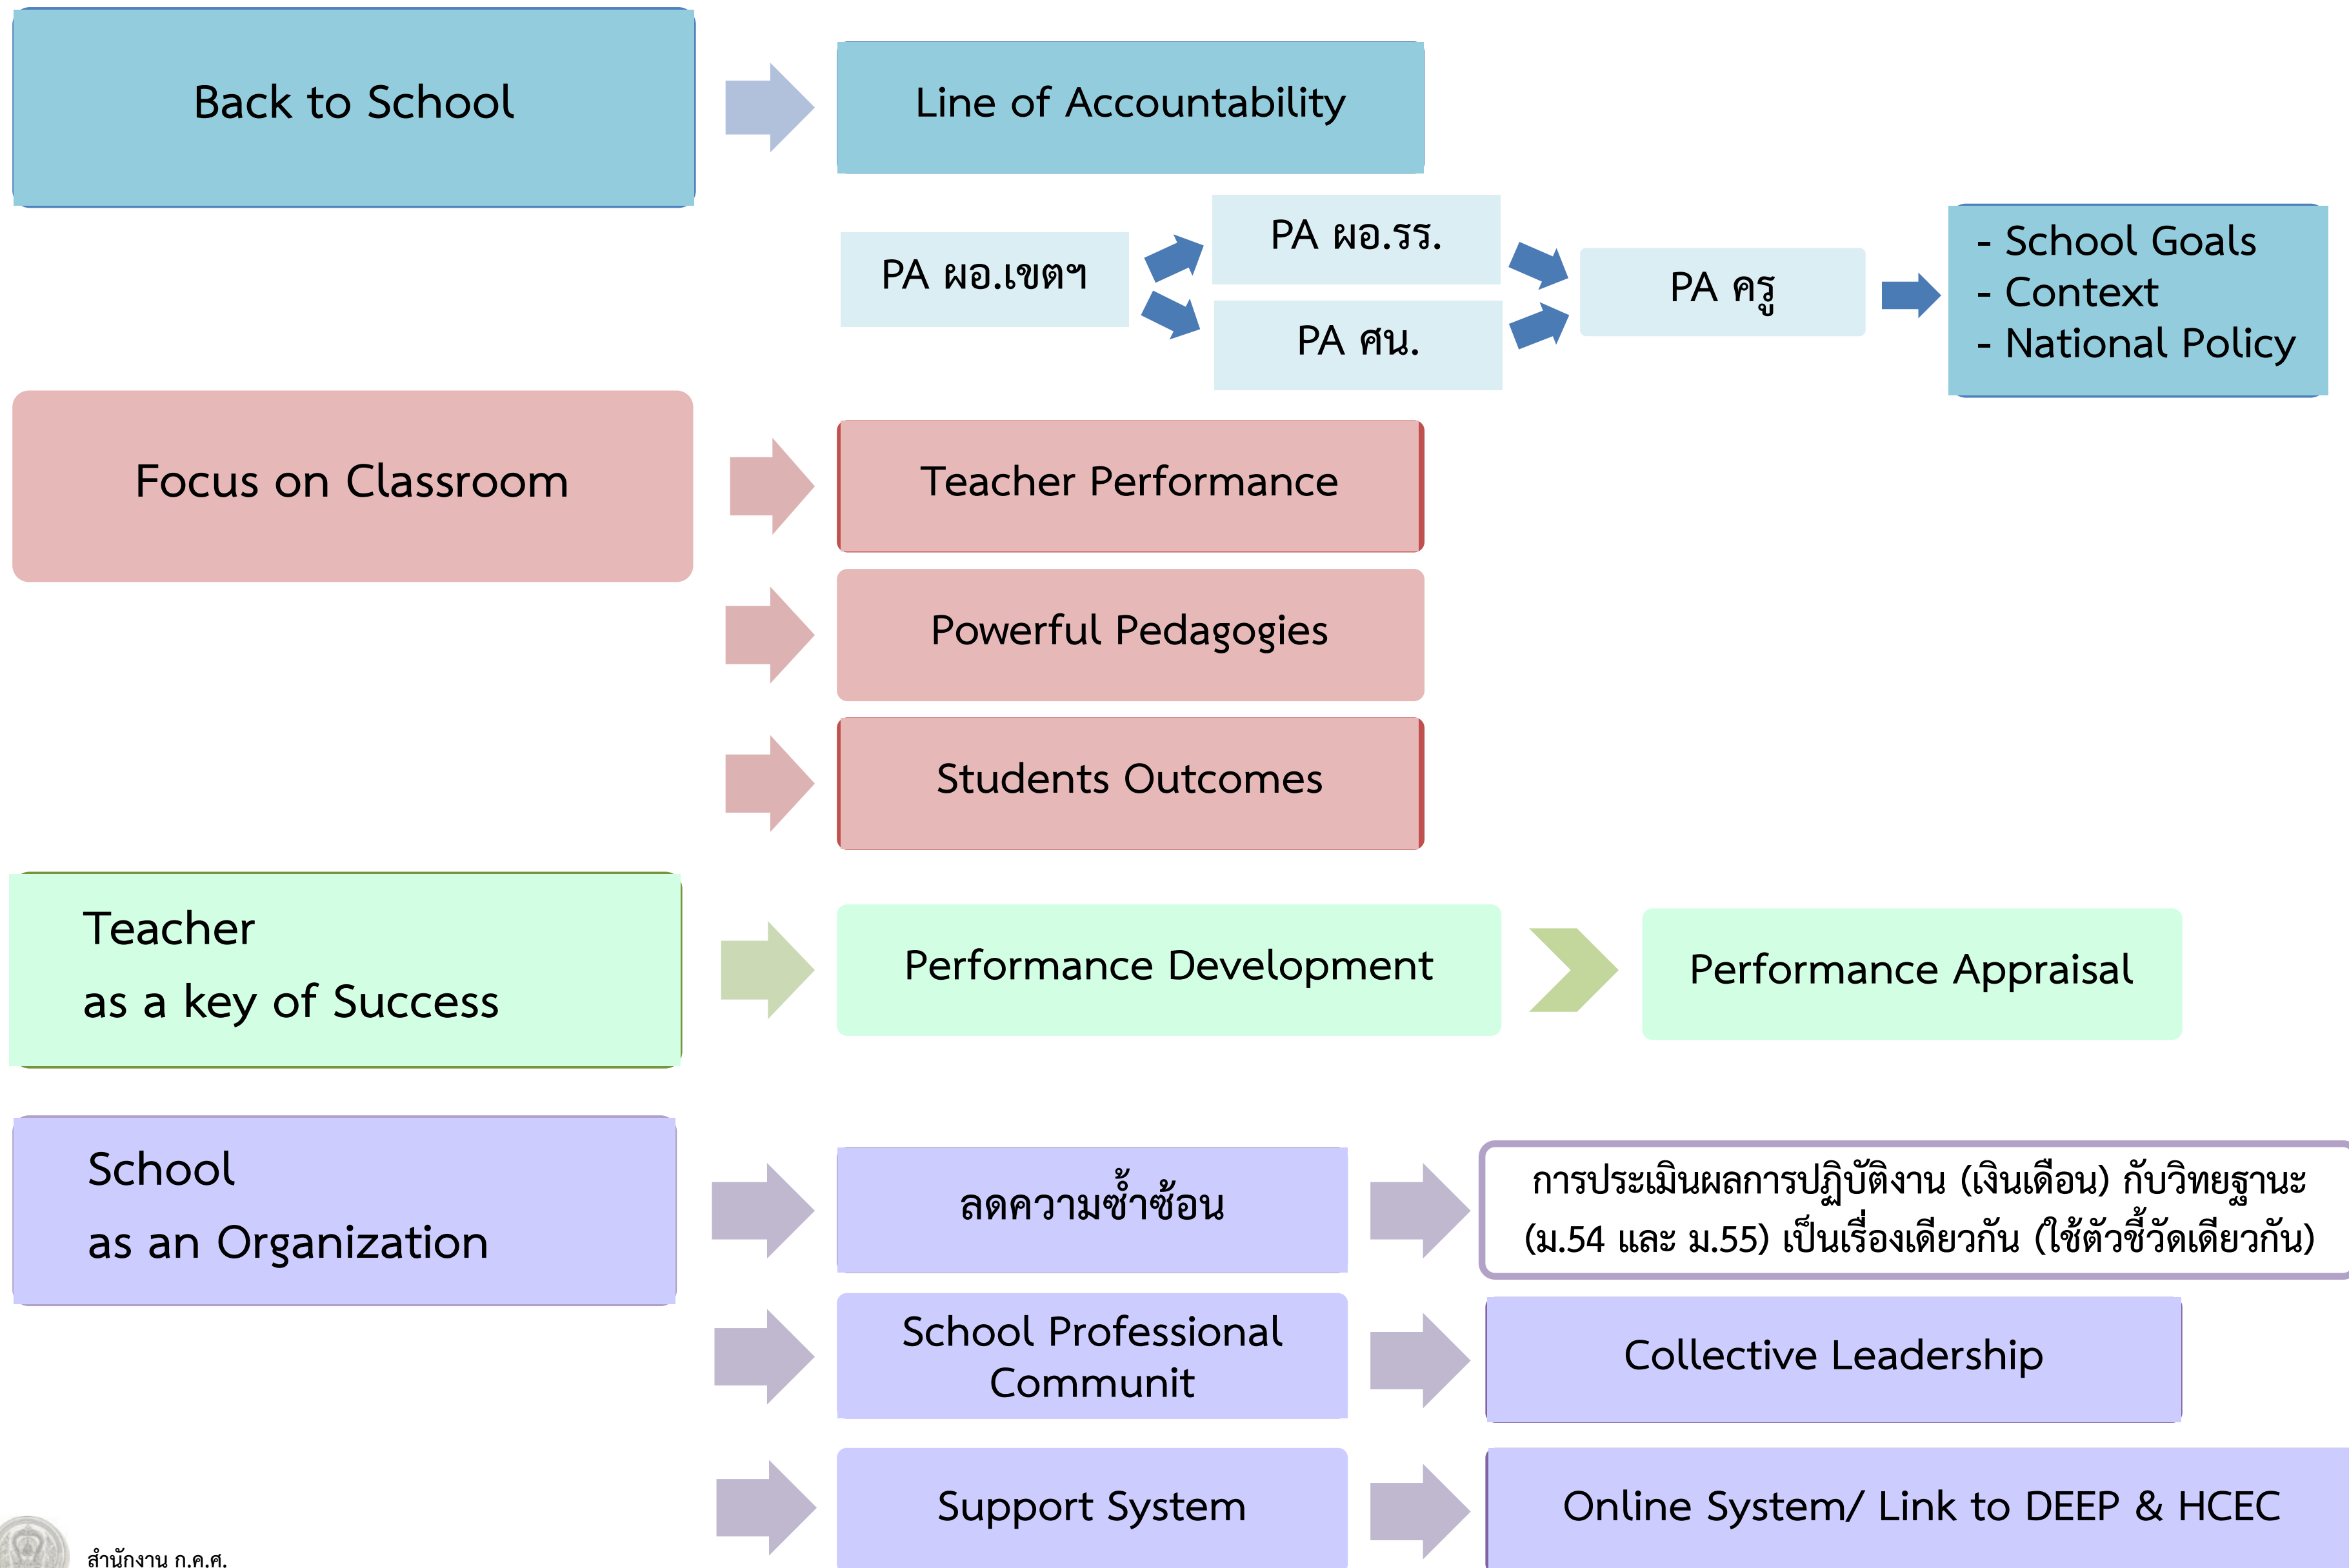 Back to School
Line of Accountability
PA ผอ.เขตฯ
PA ผอ.รร.
PA ศน.
PA ครู
- School Goals
- Context
- National Policy
Focus on Classroom
Teacher Performance
Powerful Pedagogies
Students Outcomes
Teacher
as a key of Success
Performance Development
Performance Appraisal
School
as an Organization
ลดความซ้ำซ้อน
การประเมินผลการปฏิบัติงาน (เงินเดือน) กับวิทยฐานะ
(ม.54 และ ม.55) เป็นเรื่องเดียวกัน (ใช้ตัวชี้วัดเดียวกัน)
School Professional
Communit
Collective Leadership
Support System
Online System/ Link to DEEP & HCEC
สำนักงาน ก.ค.ศ.